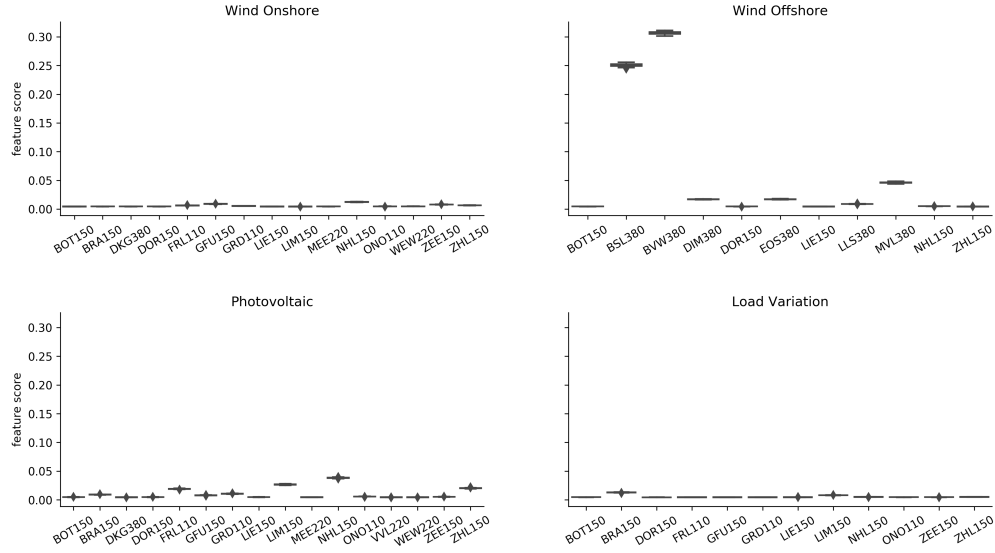 Wind Onshore
Wind Offshore
feature score
0.30
0.25
0.20
0.15
0.10
0.05
0.00
BOT150 BRA150 DKG380 DOR150 FRL110 GFU150 GRD110 LIE150 LIM150 MEE220 NHL150 ONO110 WEW220 ZEE150 ZHL150
BOT150 BSL380 BVW380 DIM380 DOR150 EOS380 LIE150 LLS380 MVL380 NHL150 ZHL150
Photovoltaic
Load Variation
feature score
0.30
0.25
0.20
0.15
0.10
0.05
0.00
BOT150 BRA150 DKG380 DOR150 FRL110 GFU150 GRD110 LIE150 LIM150 MEE220 NHL150 ONO110 VVL220 WEW220 ZEE150 ZHL150
BOT150 BRA150 DOR150 FRL110 GFU150 GRD110 LIE150 LIM150 NHL150 ONO110 ZEE150 ZHL150